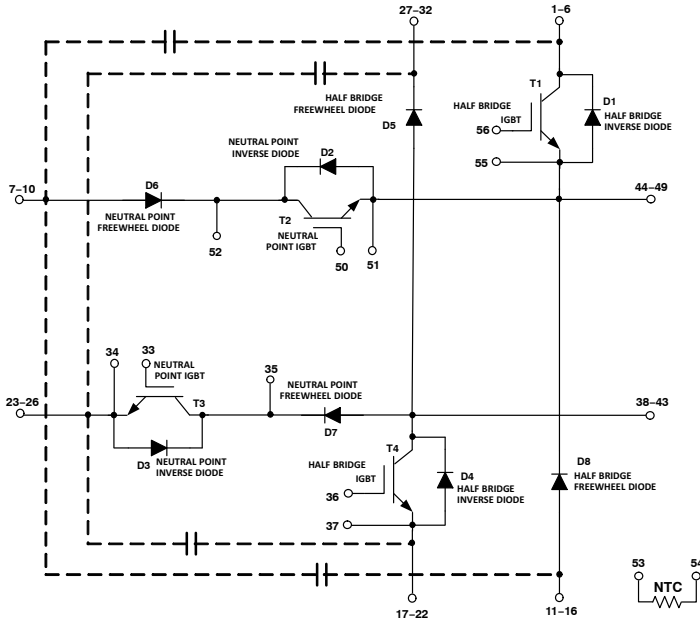 27–32
1–6
T1
HALF BRIDGE
IGBT
56
D1
HALF BRIDGE
INVERSE DIODE
HALF BRIDGE
FREEWHEEL DIODE
D5
55
NEUTRAL POINT
INVERSE DIODE
D2
7–10
D6
NEUTRAL POINT
FREEWHEEL DIODE
52
T2
NEUTRAL
POINT IGBT
50
51
44–49
34
33
NEUTRAL
POINT IGBT
35
NEUTRAL POINT
FREEWHEEL DIODE
23–26
T3
D7
38–43
D3
NEUTRAL POINT
INVERSE DIODE
T4
HALF BRIDGE
IGBT
36
D4
HALF BRIDGE
INVERSE DIODE
37
D8
HALF BRIDGE
FREEWHEEL DIODE
17–22
11–16
53
54
NTC